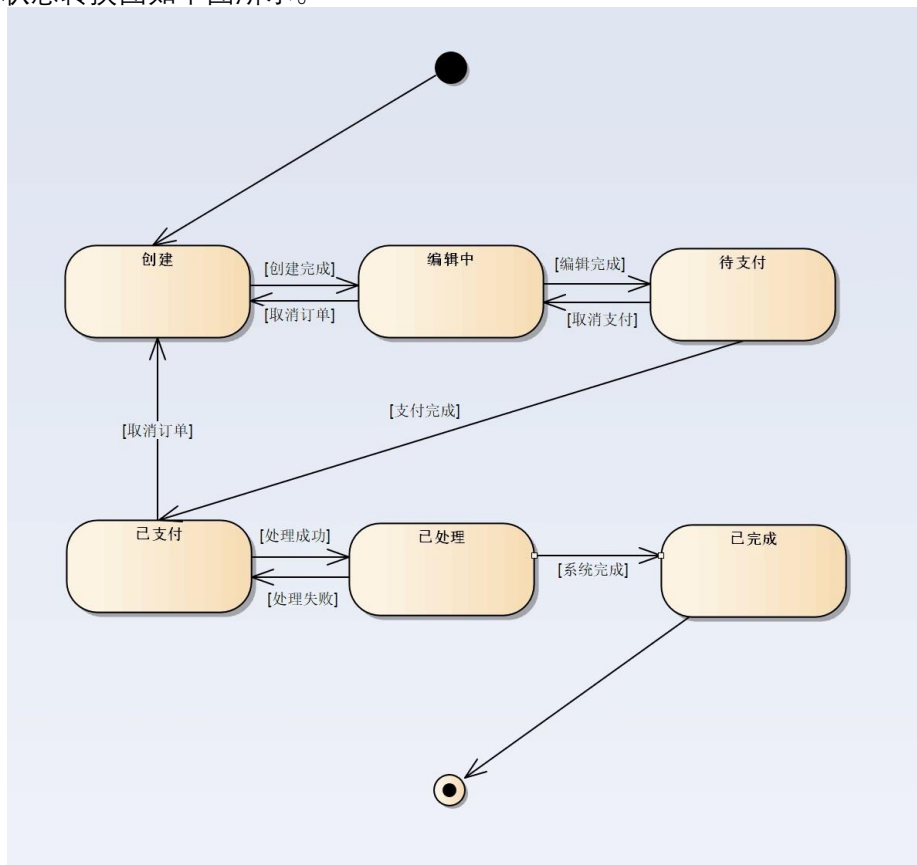 状态转换图如下图所示。
创建
编辑中
待支付
[创建完成]
[编辑完成]
[取消订单]
[取消支付]
[支付完成]
[取消订单]
已支付
已处理
已完成
[处理成功]
[系统完成]
[处理失败]